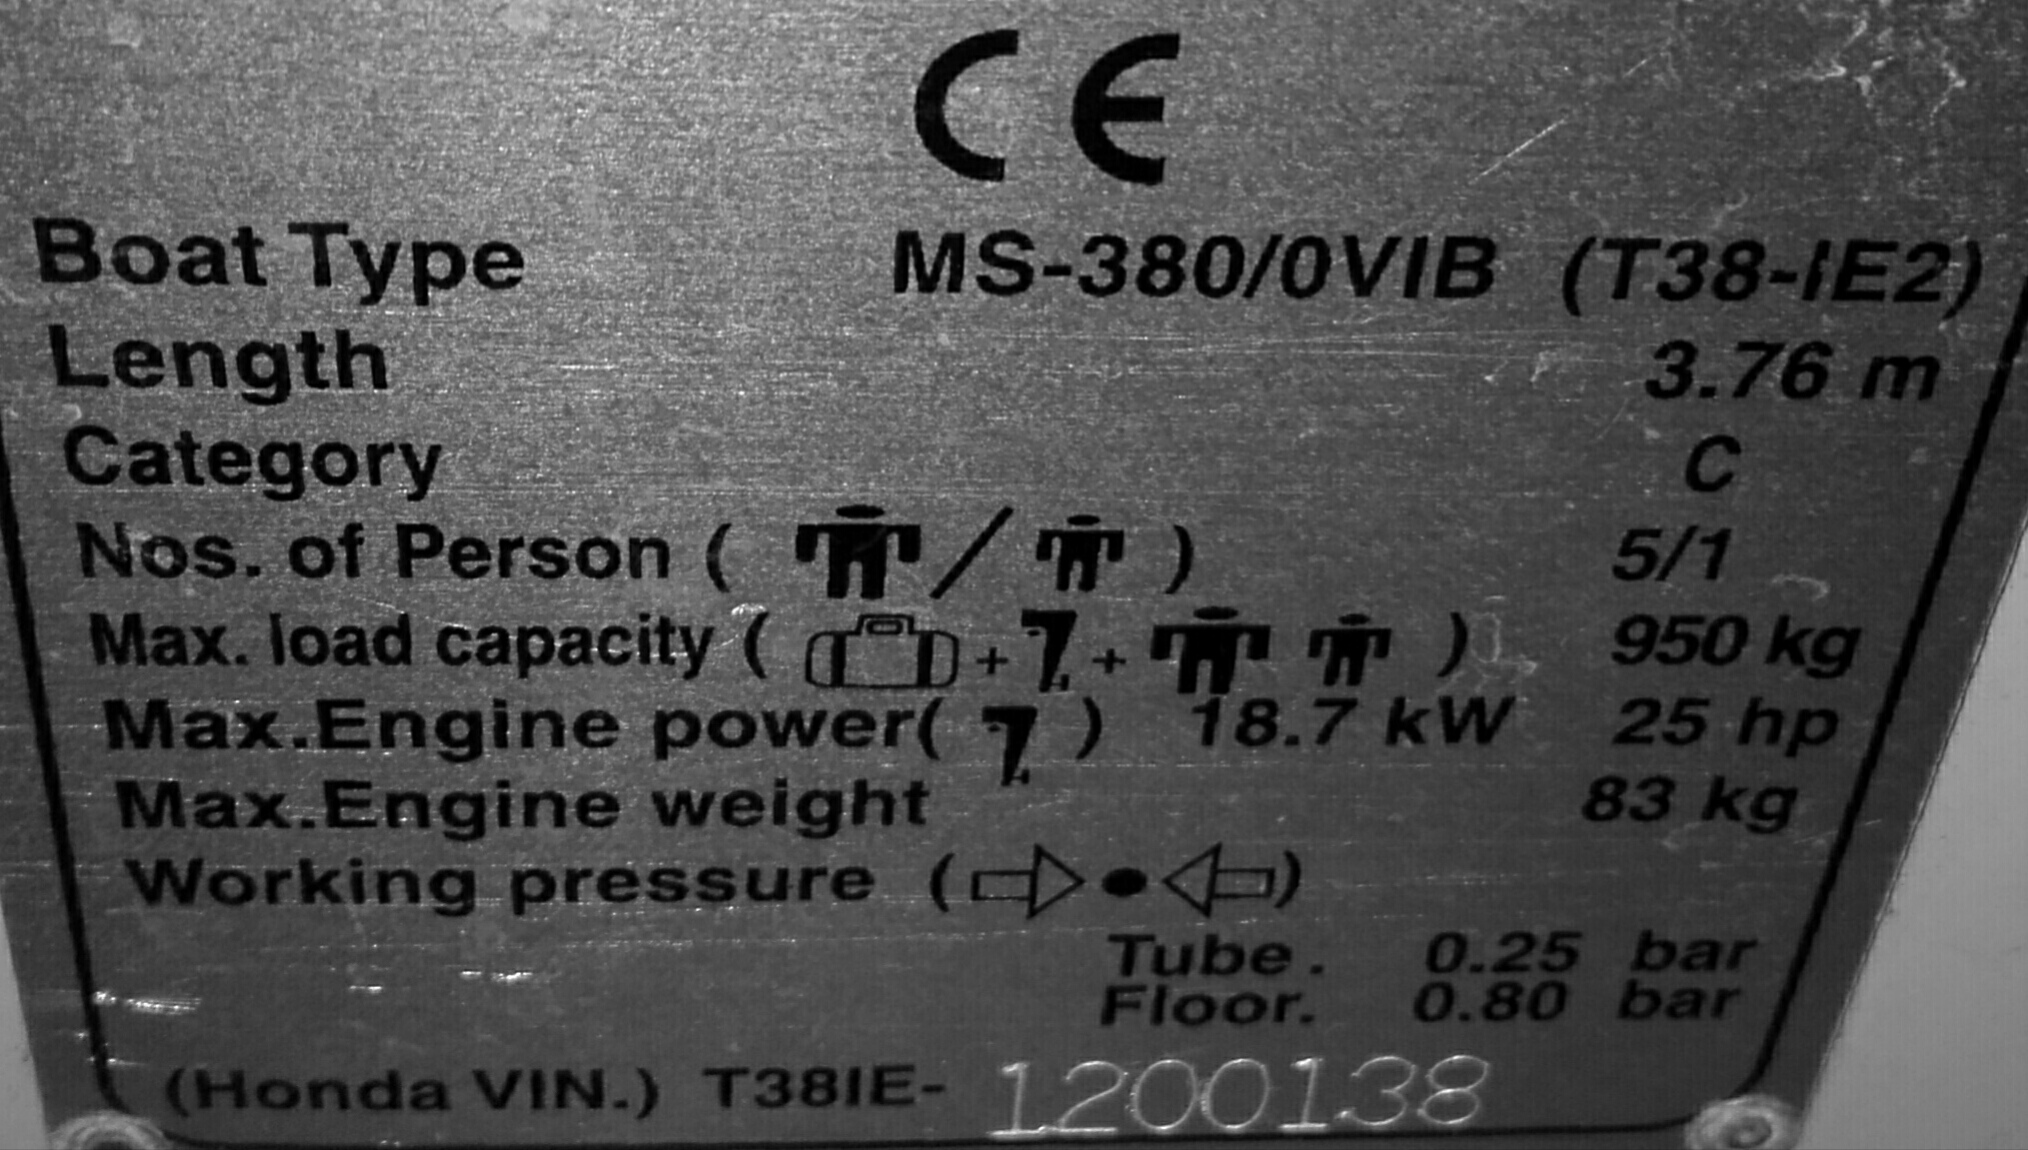 CE
Boat Type MS-380/0VIB (T38-IE2)
Length 3.76 m
Category C
Nos. of Person ( / ) 5/1
Max. load capacity ( + + ) 950 kg
Max.Engine power( ) 18.7 kW 25 hp
Max.Engine weight 83 kg
Working pressure ( )
Tube. 0.25 bar
Floor. 0.80 bar
(Honda VIN.) T38IE- 1200138